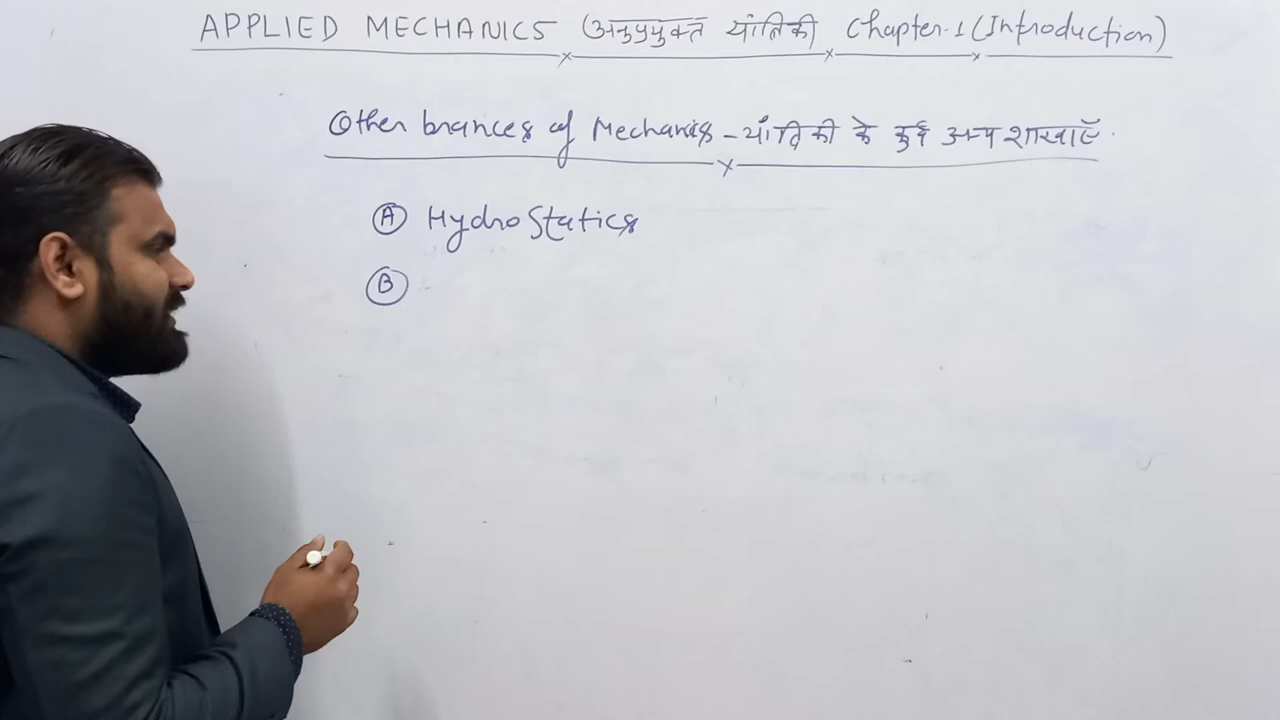 APPLIED MECHANICS (अनुप्रयुक्त यांत्रिकी) Chapter-1 (Introduction)
Other brances of Mechanics - यांत्रिकी के कुछ अन्य शाखाएँ.
(A) Hydro Statics
(B)